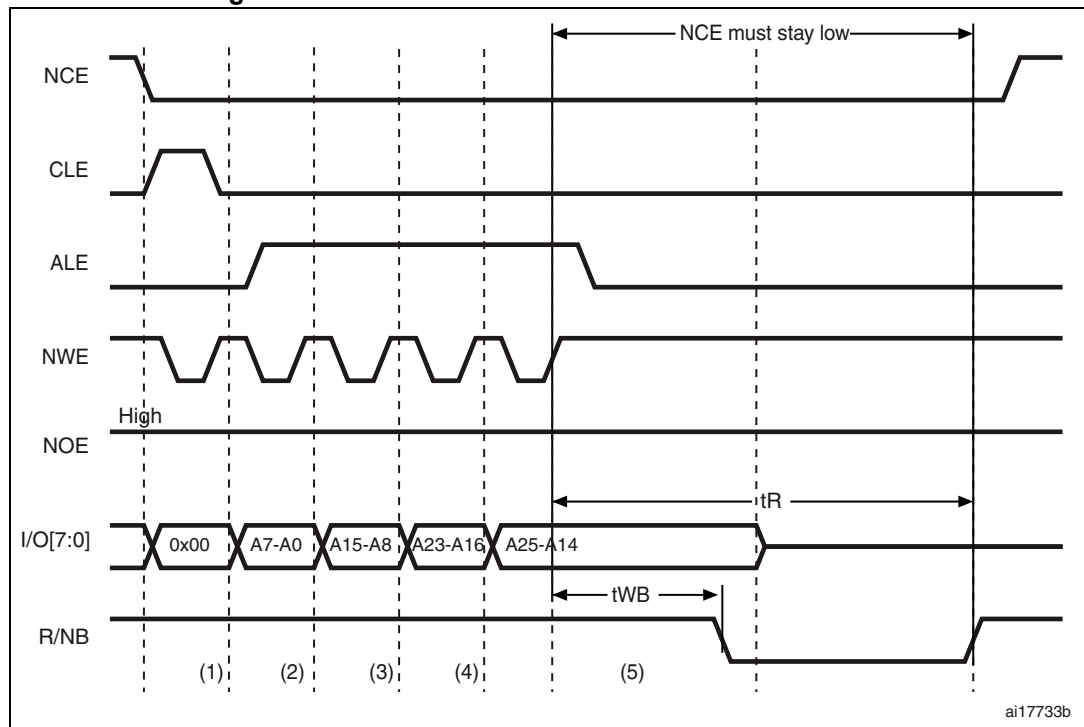 g
NCE must stay low
NCE
CLE
ALE
NWE
High
NOE
tR
I/O[7:0]
0x00
A7-A0
A15-A8
A23-A16
A25-A14
tWB
R/NB
(1)
(2)
(3)
(4)
(5)
ai17733b